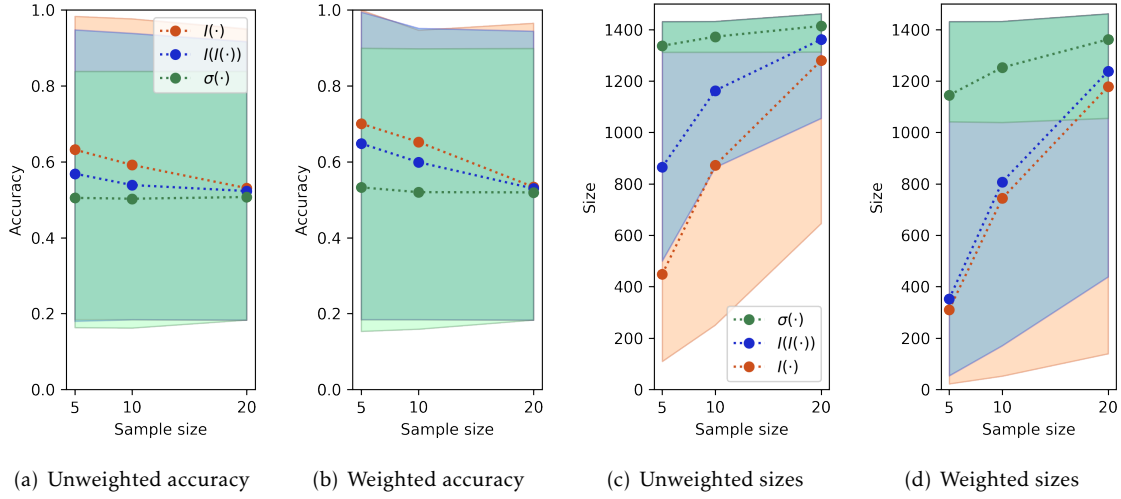 1.0
0.8
0.6
0.4
0.2
0.0
Accuracy
I(·)
I(I(·))
σ(·)
5 10 20
Sample size
(a) Unweighted accuracy
1.0
0.8
0.6
0.4
0.2
0.0
Accuracy
5 10 20
Sample size
(b) Weighted accuracy
1400
1200
1000
800
600
400
200
0
Size
σ(·)
I(I(·))
I(·)
5 10 20
Sample size
(c) Unweighted sizes
1400
1200
1000
800
600
400
200
0
Size
5 10 20
Sample size
(d) Weighted sizes